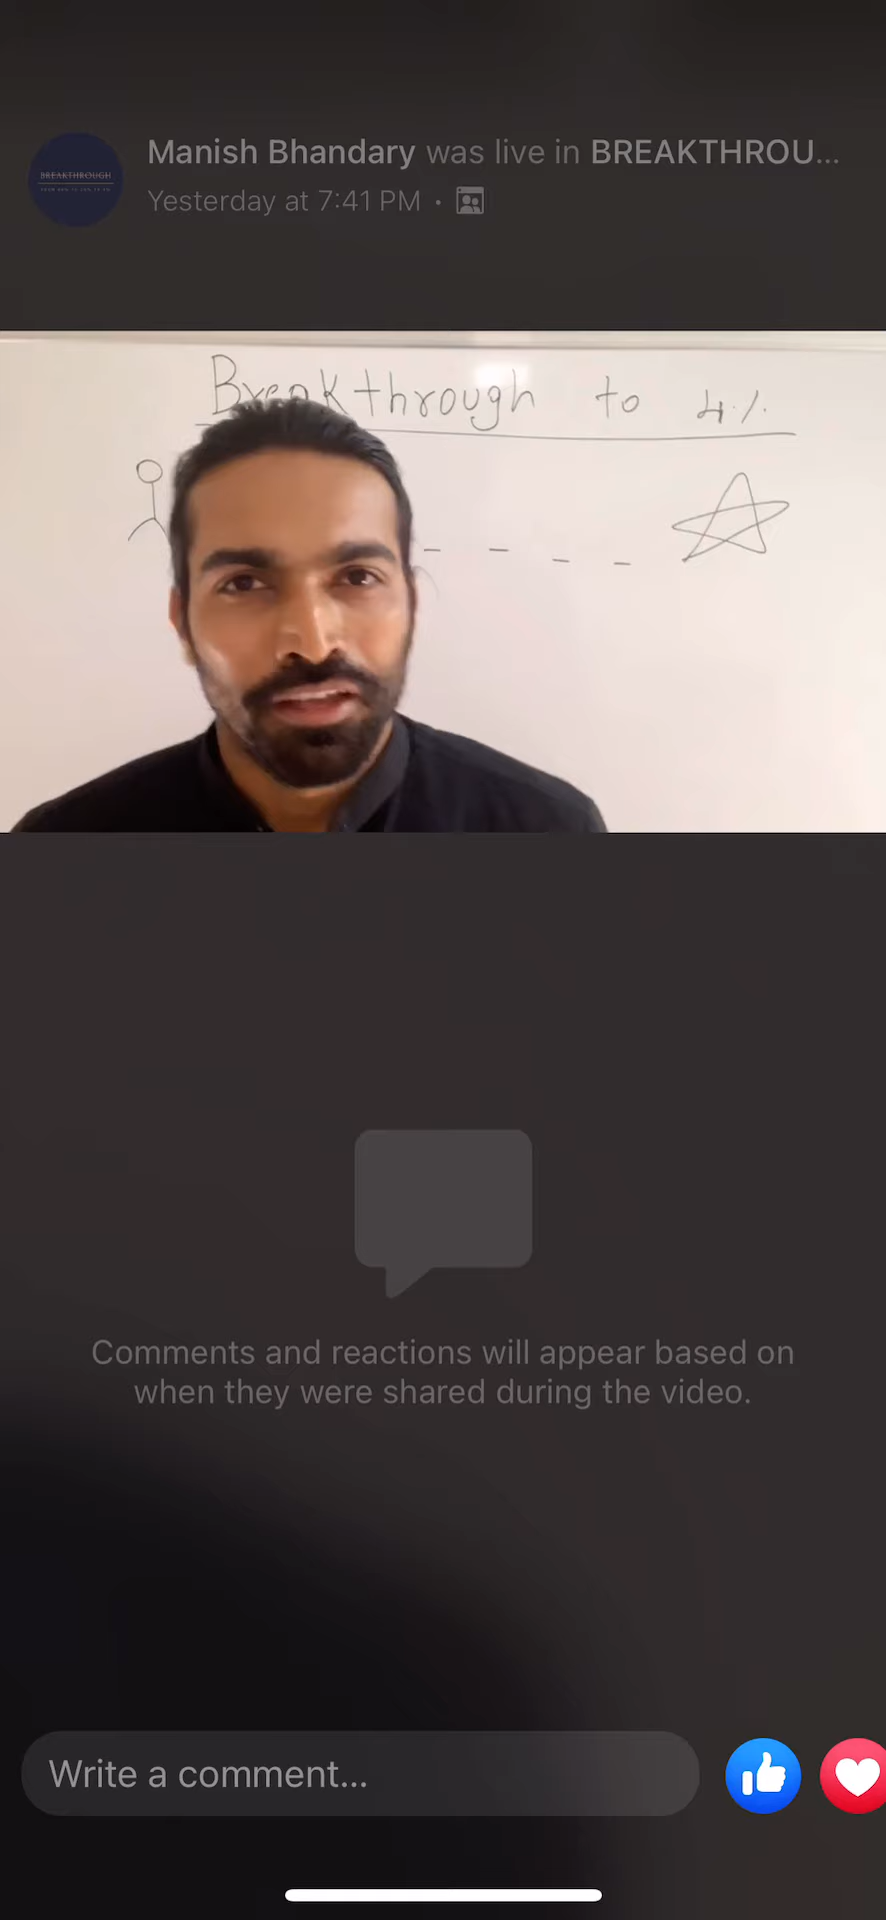 Manish Bhandary was live in BREAKTHROU...
BREAKTHROUGH
Yesterday at 7:41 PM ·
Breakthrough to 4%
Comments and reactions will appear based on
when they were shared during the video.
Write a comment...